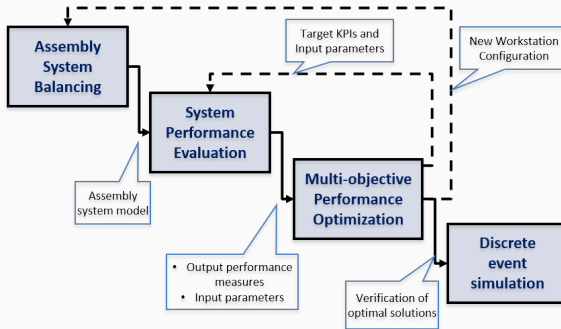 Assembly
System
Balancing
Target KPIs and
Input parameters
New Workstation
Configuration
System
Performance
Evaluation
Assembly
system model
Multi-objective
Performance
Optimization
• Output performance
measures
• Input parameters
Discrete
event
simulation
Verification of
optimal solutions